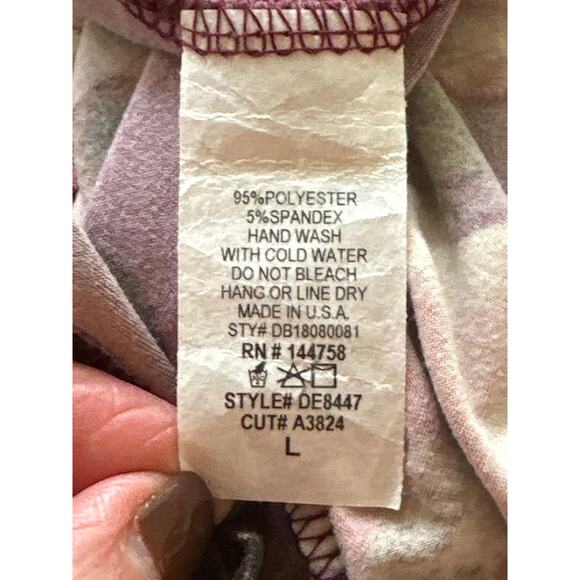 95%POLYESTER
5%SPANDEX
HAND WASH
WITH COLD WATER
DO NOT BLEACH
HANG OR LINE DRY
MADE IN U.S.A.
STY# DB18080081
RN # 144758
STYLE# DE8447
CUT# A3824
L